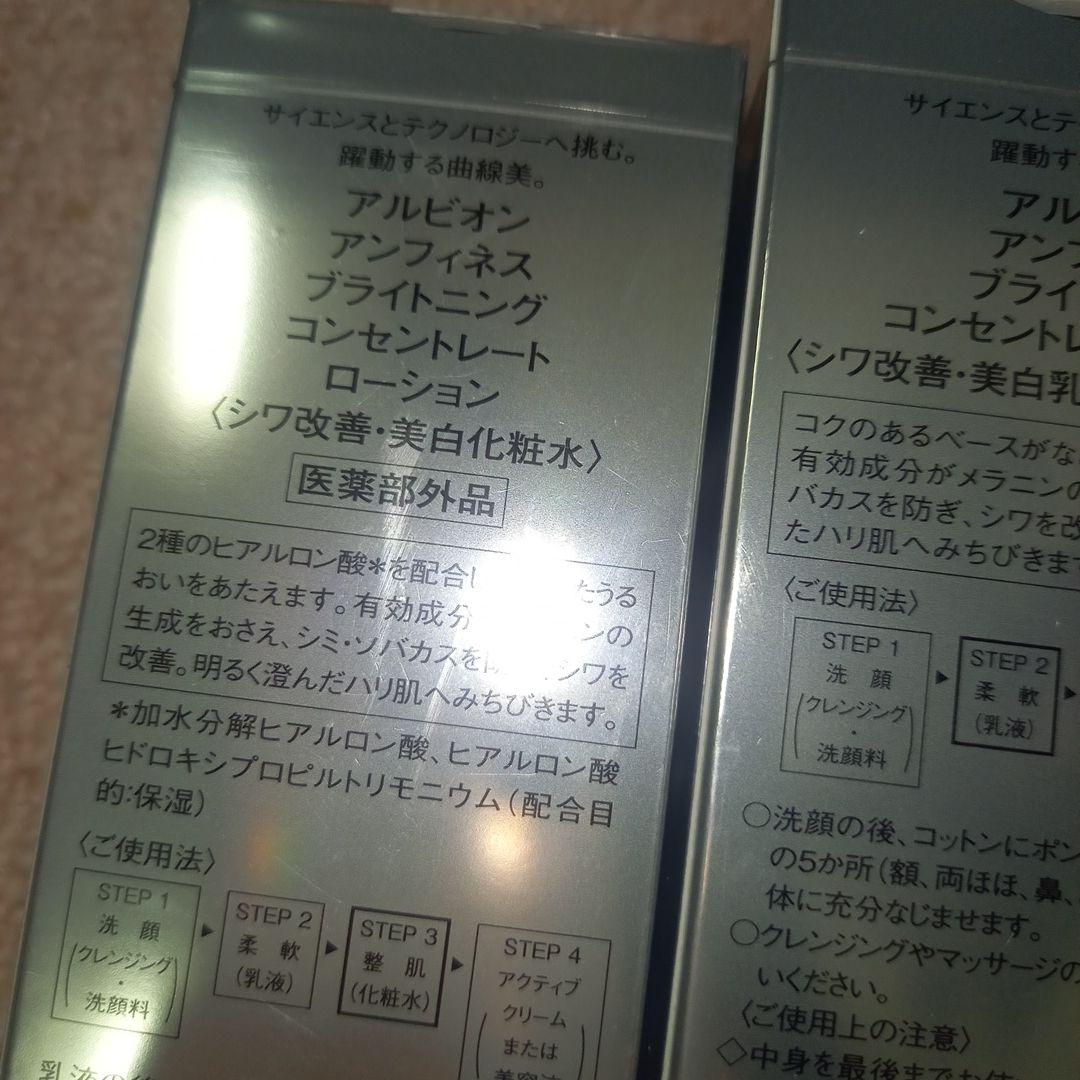 サイエンスとテクノロジーへ挑む。
躍動する曲線美。
アルビオン
アンフィネス
ブライトニング
コンセントレート
ローション
〈シワ改善・美白化粧水〉
医薬部外品
2種のヒアルロン酸*を配合し たうる
おいをあたえます。有効成分 ンの
生成をおさえ、シミ・ソバカスを シワを
改善。明るく澄んだハリ肌へみちびきます。
*加水分解ヒアルロン酸、ヒアルロン酸
ヒドロキシプロピルトリモニウム(配合目
的:保湿)
〈ご使用法〉
STEP 1
洗顔
(クレンジング
・
洗顔料)
STEP 2
柔軟
(乳液)
STEP 3
整肌
(化粧水)
STEP 4
アクティブ
クリーム
または
サイエンスとテ
躍動す
アル
アンフ
ブライ
コンセントレ
〈シワ改善・美白乳
コクのあるベースがな
有効成分がメラニンの
バカスを防ぎ、シワを改
たハリ肌へみちびきます
〈ご使用法〉
STEP 1
洗顔
(クレンジング
・
洗顔料)
STEP 2
柔軟
(乳液)
○洗顔の後、コットンにポン
の5か所(額、両ほほ、鼻、
体に充分なじませます。
○クレンジングやマッサージの
いください。
〈ご使用上の注意〉
◇中身を最後までお使